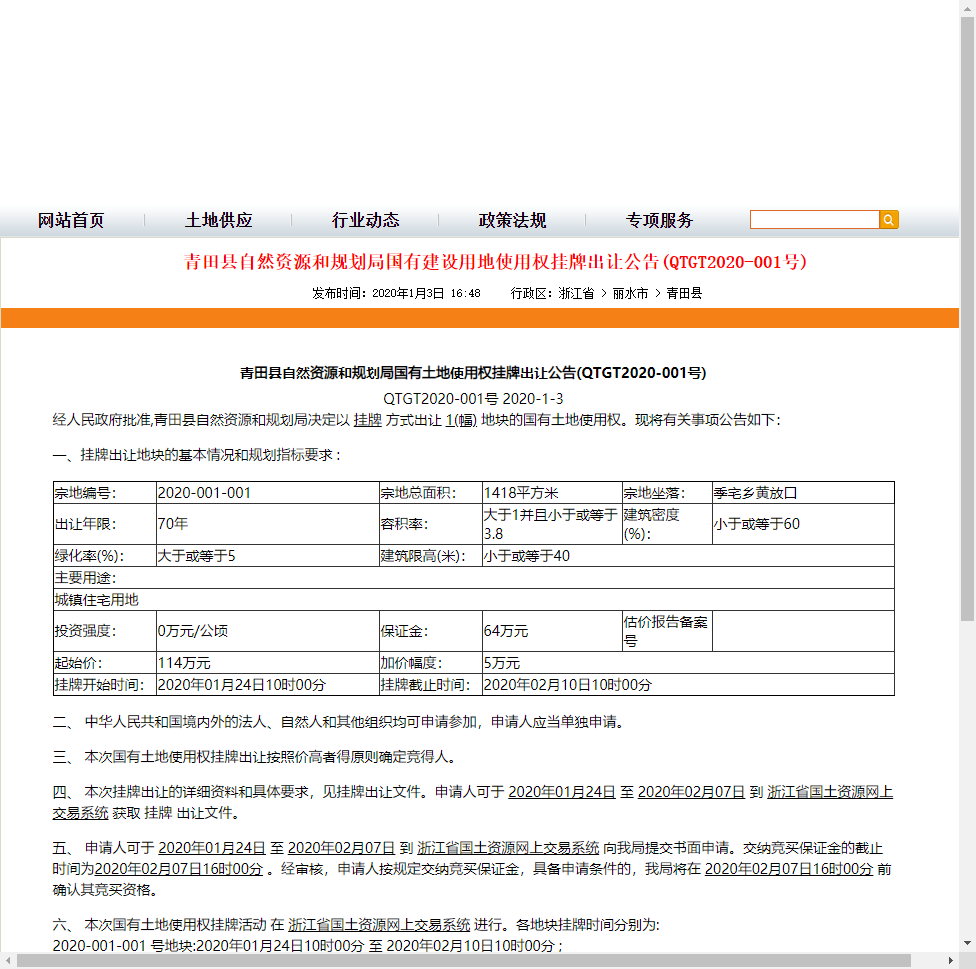 网站首页 土地供应 行业动态 政策法规 专项服务
青田县自然资源和规划局国有建设用地使用权挂牌出让公告(QTGT2020-001号)
发布时间：2020年1月3日 16:48 行政区：浙江省 > 丽水市 > 青田县
青田县自然资源和规划局国有土地使用权挂牌出让公告(QTGT2020-001号)
QTGT2020-001号 2020-1-3
经人民政府批准,青田县自然资源和规划局决定以 挂牌 方式出让 1(幅) 地块的国有土地使用权。现将有关事项公告如下：
一、挂牌出让地块的基本情况和规划指标要求：
宗地编号： 2020-001-001 宗地总面积： 1418平方米 宗地坐落： 季宅乡黄放口
出让年限： 70年 容积率： 大于1并且小于或等于3.8 建筑密度(%)： 小于或等于60
绿化率(%)： 大于或等于5 建筑限高(米)： 小于或等于40
主要用途：
城镇住宅用地
投资强度： 0万元/公顷 保证金： 64万元 估价报告备案号
起始价： 114万元 加价幅度： 5万元
挂牌开始时间： 2020年01月24日10时00分 挂牌截止时间： 2020年02月10日10时00分
二、 中华人民共和国境内外的法人、自然人和其他组织均可申请参加，申请人应当单独申请。
三、 本次国有土地使用权挂牌出让按照价高者得原则确定竞得人。
四、 本次挂牌出让的详细资料和具体要求，见挂牌出让文件。申请人可于 2020年01月24日 至 2020年02月07日 到 浙江省国土资源网上
交易系统 获取 挂牌 出让文件。
五、 申请人可于 2020年01月24日 至 2020年02月07日 到 浙江省国土资源网上交易系统 向我局提交书面申请。交纳竞买保证金的截止
时间为2020年02月07日16时00分 。经审核，申请人按规定交纳竞买保证金，具备申请条件的，我局将在 2020年02月07日16时00分 前
确认其竞买资格。
六、 本次国有土地使用权挂牌活动 在 浙江省国土资源网上交易系统 进行。各地块挂牌时间分别为:
2020-001-001 号地块:2020年01月24日10时00分 至 2020年02月10日10时00分；